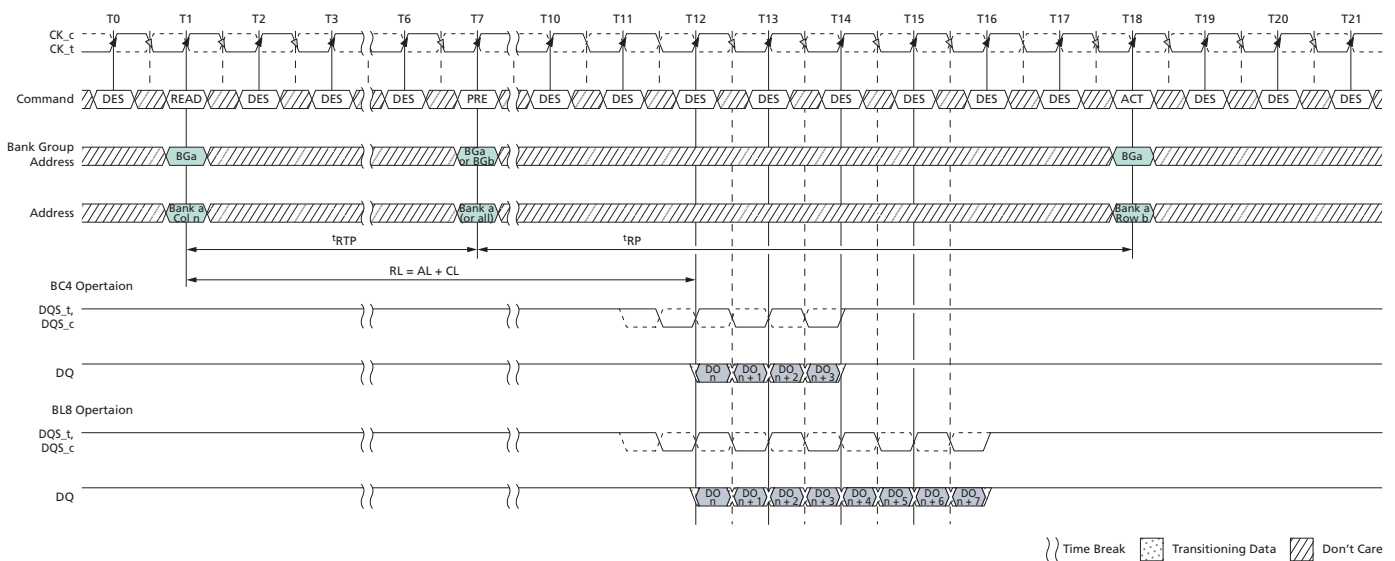 T0 T1 T2 T3 T6 T7 T10 T11 T12 T13 T14 T15 T16 T17 T18 T19 T20 T21
CK_c
CK_t
Command DES READ DES DES DES PRE DES DES DES DES DES DES DES DES ACT DES DES DES
Bank Group
Address
BGa
BGa
or BGb
BGa
Address
Bank a
Col n
Bank a
(or all)
Bank a
Row b
tRTP tRP
RL = AL + CL
BC4 Opertaion
DQS_t,
DQS_c
DQ
DO
n
DO
n + 1
DO
n + 2
DO
n + 3
BL8 Opertaion
DQS_t,
DQS_c
DQ
DO
n
DO
n + 1
DO
n + 2
DO
n + 3
DO
n + 4
DO
n + 5
DO
n + 6
DO
n + 7
Time Break Transitioning Data Don't Care